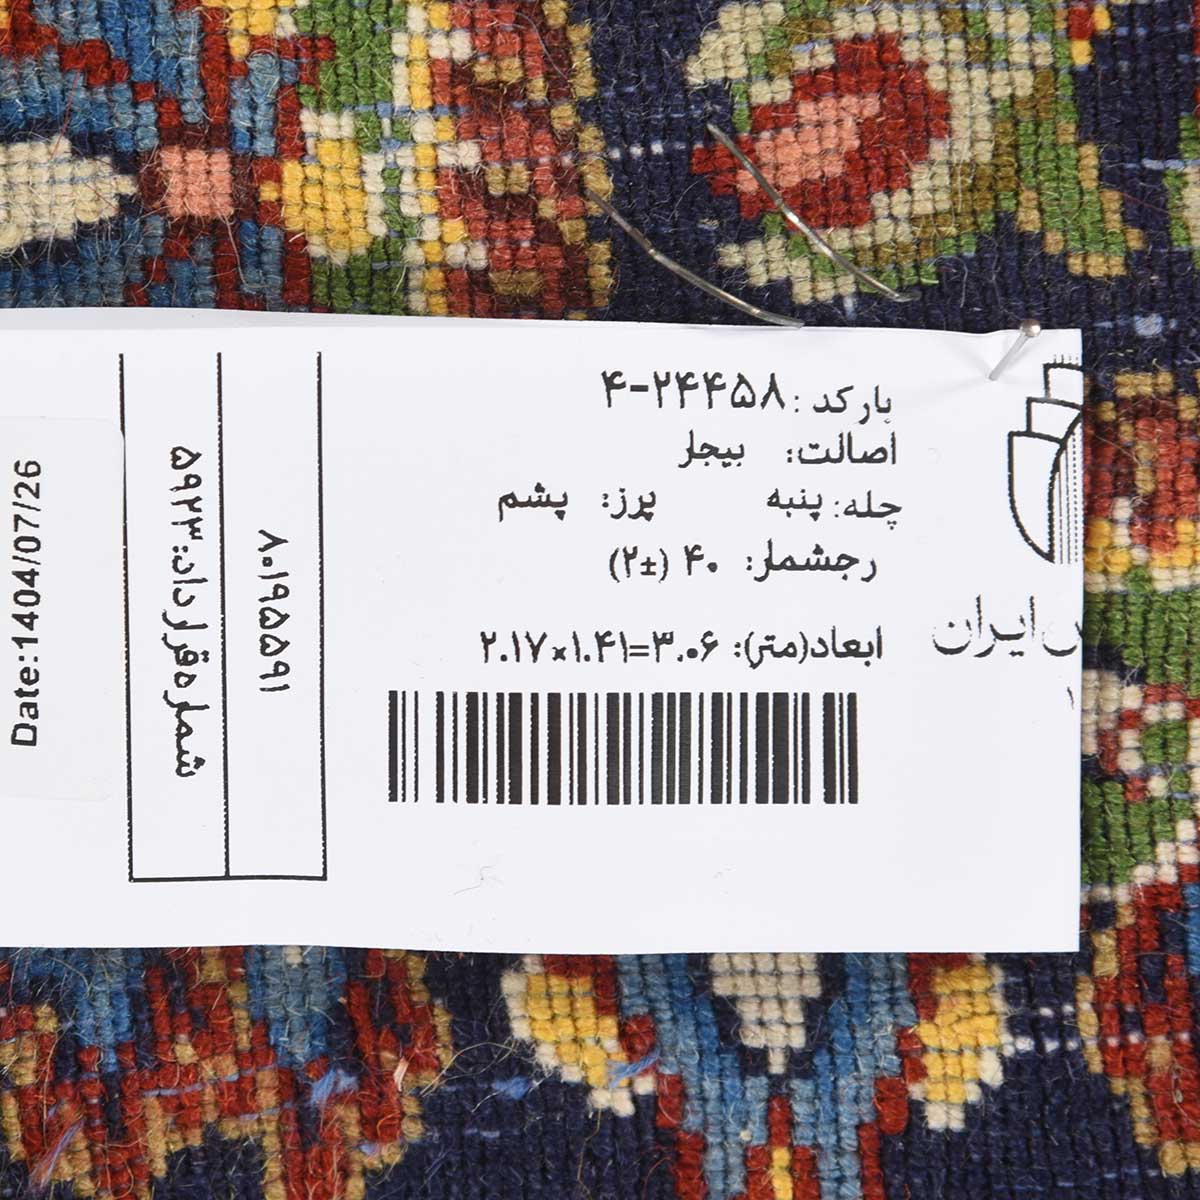 بارکد: ۲۴۴۵۸-۴
اصالت: بیجار
چله: پنبه پرز: پشم
رجشمار: ۴۰ (±۲)
ابعاد(متر): ۲.۱۷×۱.۴۱=۳.۰۶
ایران
۸۰۱۹۵۵۹۱
شماره قرارداد: ۵۹۲۳
Date:1404/07/26